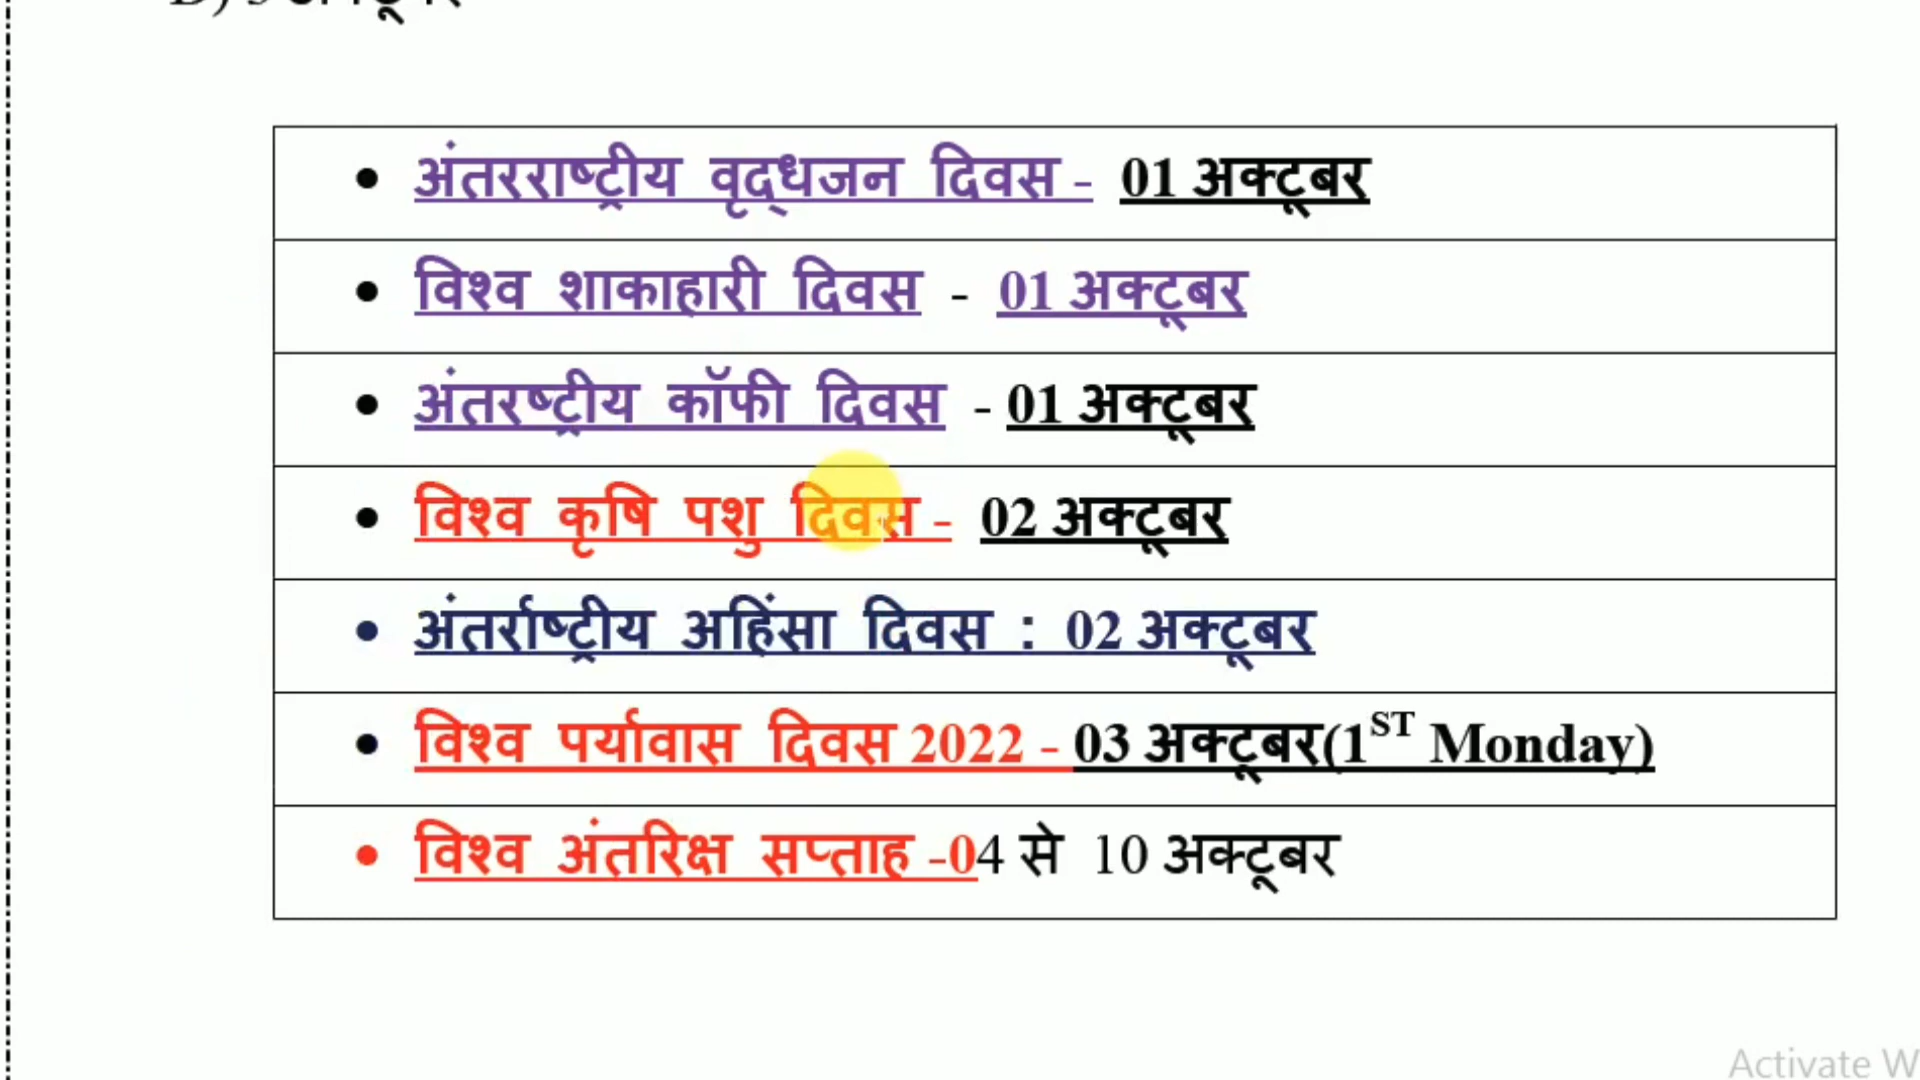 • अंतरराष्ट्रीय वृद्धजन दिवस - 01 अक्टूबर
• विश्व शाकाहारी दिवस - 01 अक्टूबर
• अंतरष्ट्रीय कॉफी दिवस - 01 अक्टूबर
• विश्व कृषि पशु दिवस - 02 अक्टूबर
• अंतर्राष्ट्रीय अहिंसा दिवस : 02 अक्टूबर
• विश्व पर्यावास दिवस 2022 - 03 अक्टूबर(1ST Monday)
• विश्व अंतरिक्ष सप्ताह -04 से 10 अक्टूबर
Activate W